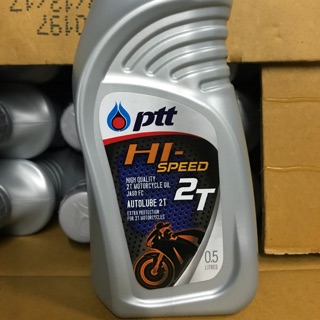 ptt
HI-
SPEED
2T
HIGH QUALITY
2T MOTORCYCLE OIL
JASO FC
AUTOLUBE 2T
EXTRA PROTECTION
FOR 2T MOTORCYCLES
0.5
LITRES